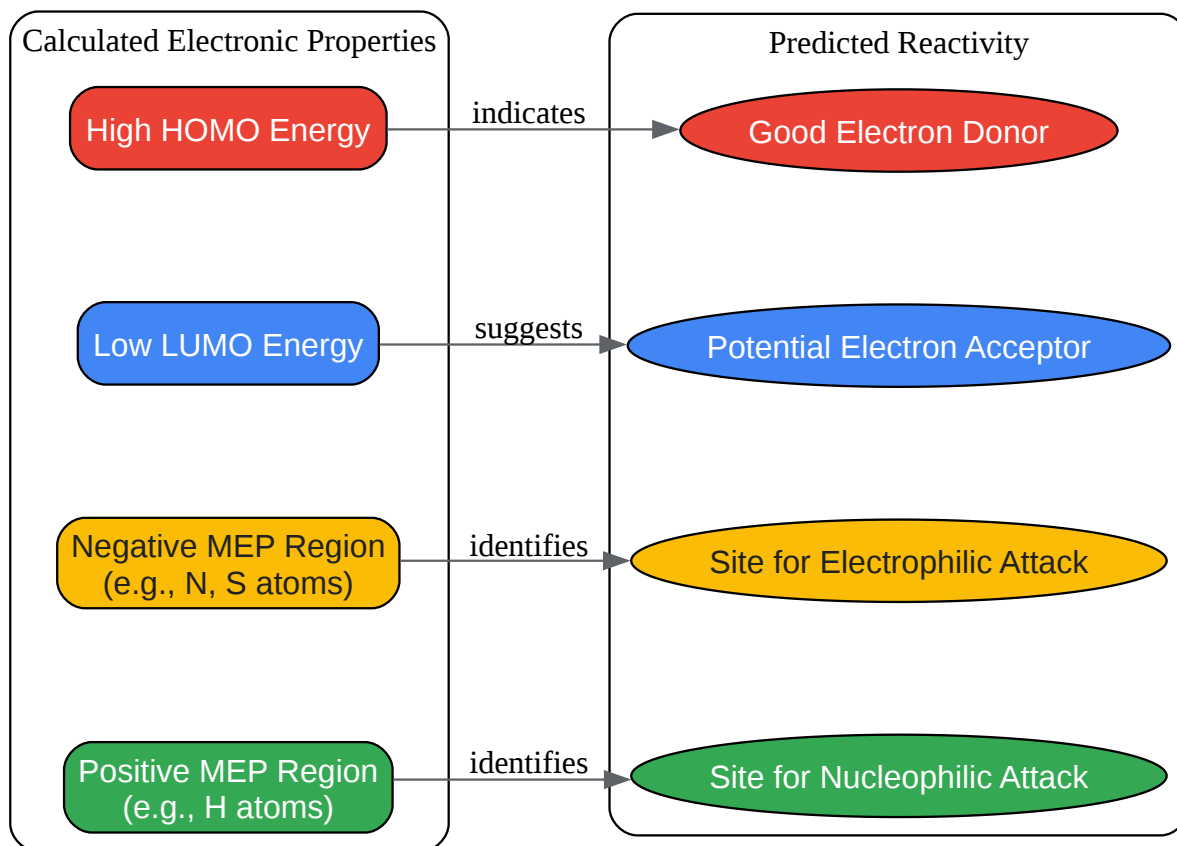 Calculated Electronic Properties
Predicted Reactivity
High HOMO Energy
indicates
Good Electron Donor
Low LUMO Energy
suggests
Potential Electron Acceptor
Negative MEP Region
(e.g., N, S atoms)
identifies
Site for Electrophilic Attack
Positive MEP Region
(e.g., H atoms)
identifies
Site for Nucleophilic Attack